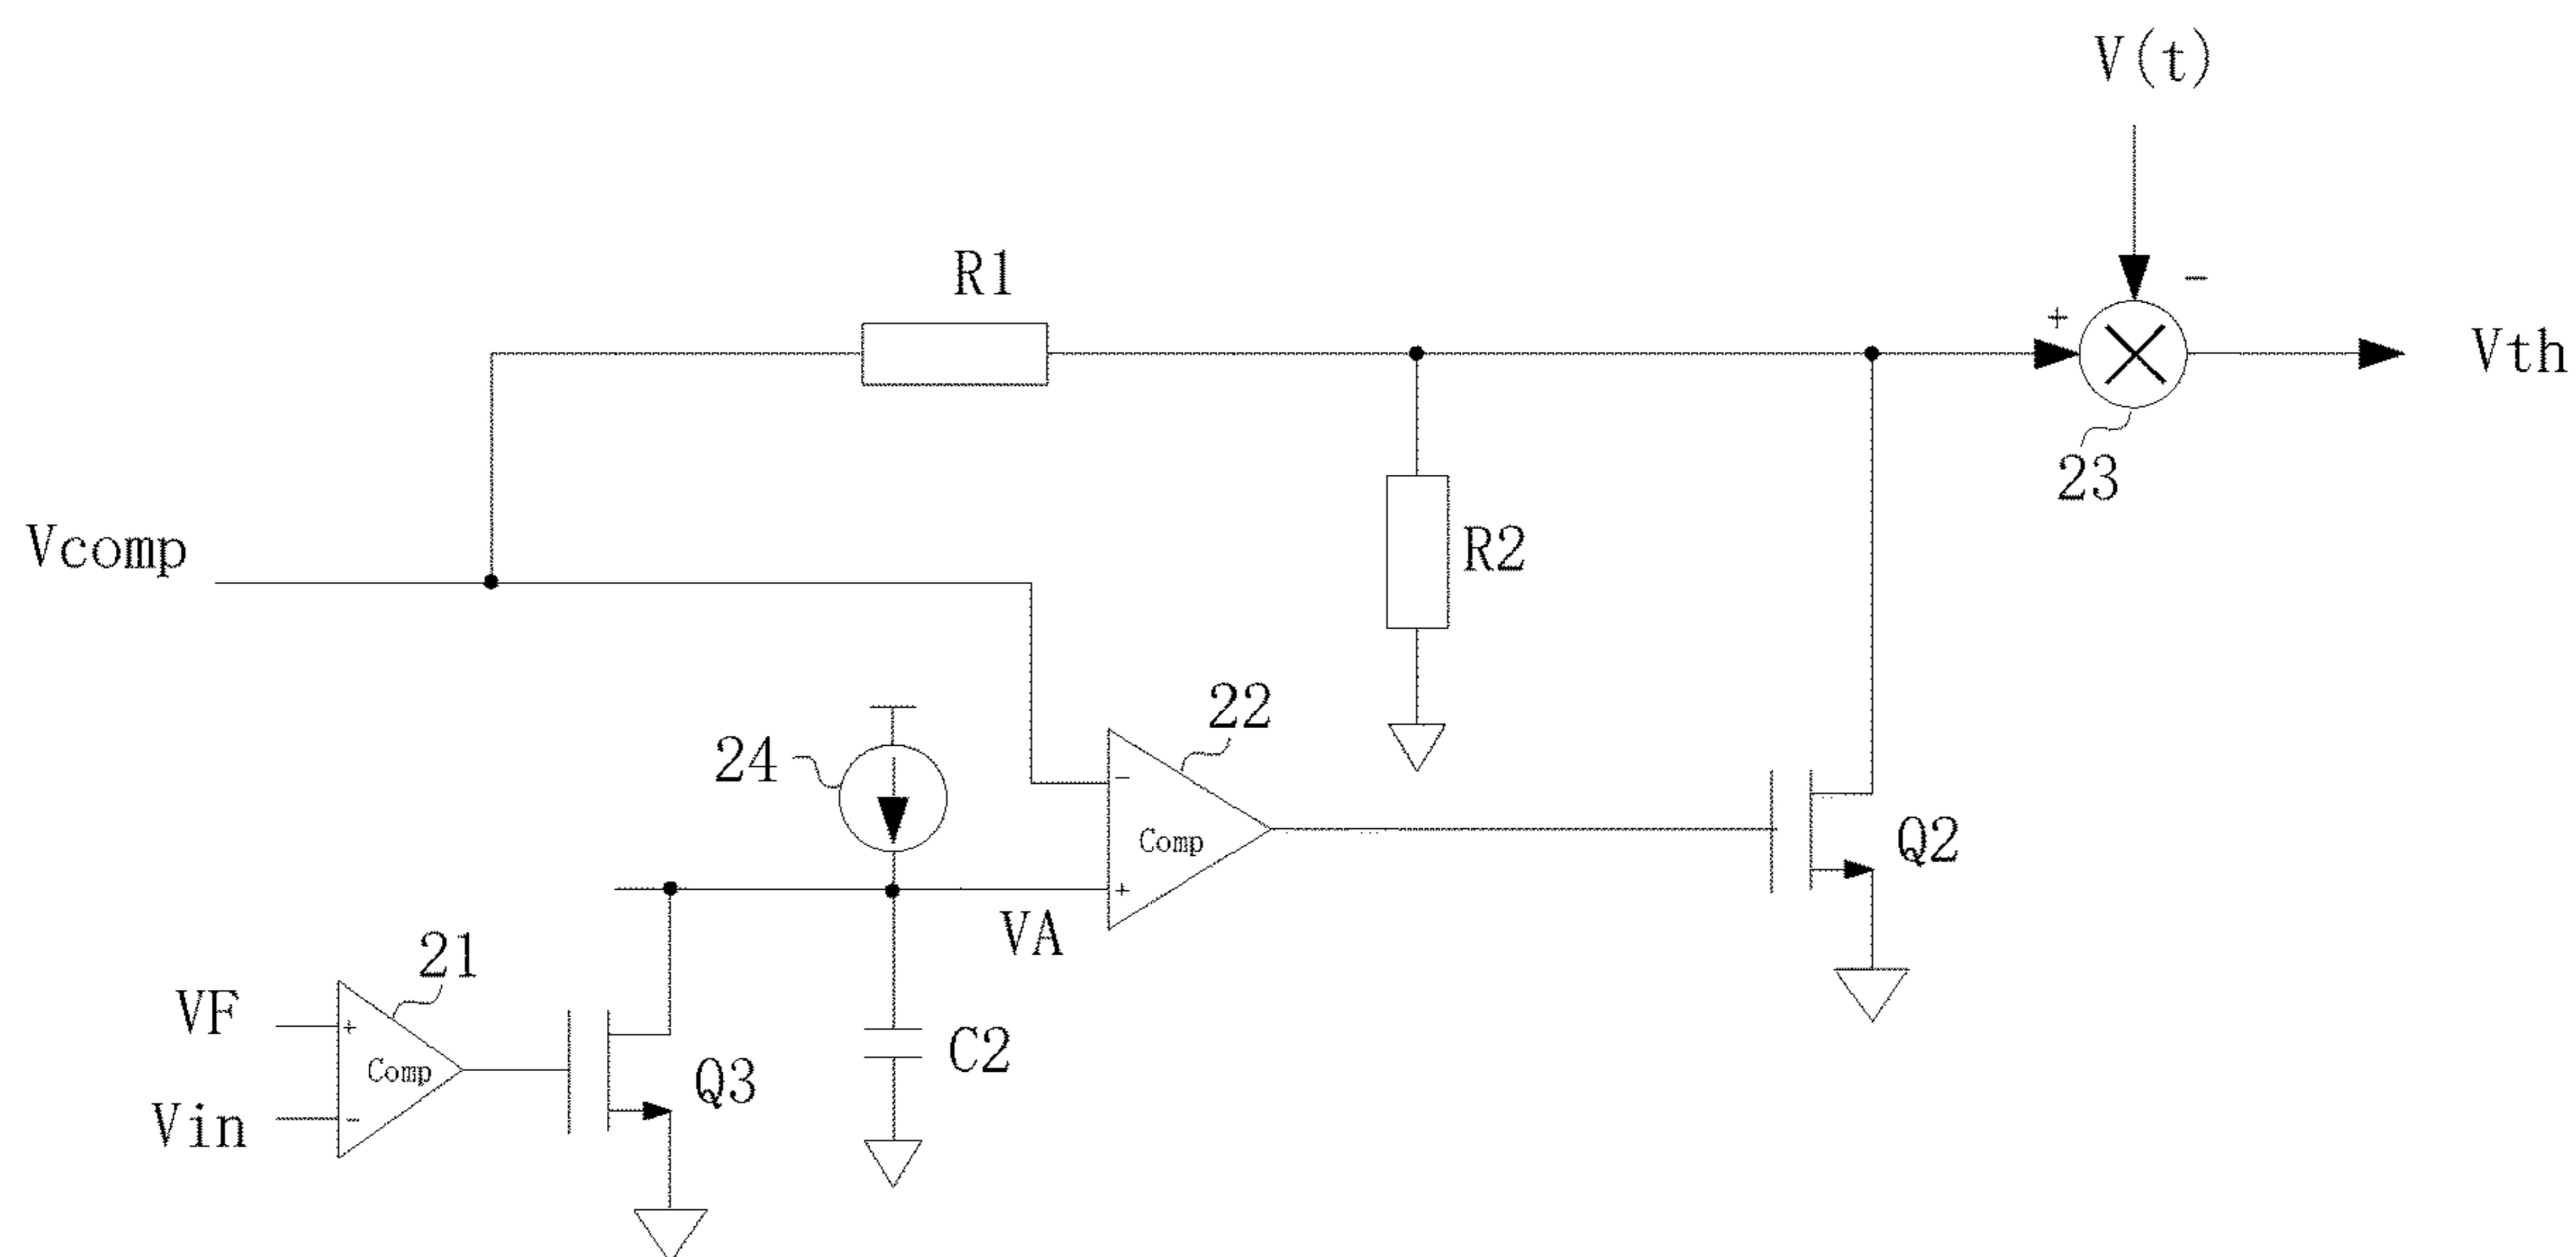 V(t)
R1
-
+
Vth
23
Vcomp
R2
22
24
-
Comp
Q2
+
VA
21
VF
+
Comp
C2
Q3
Vin
-